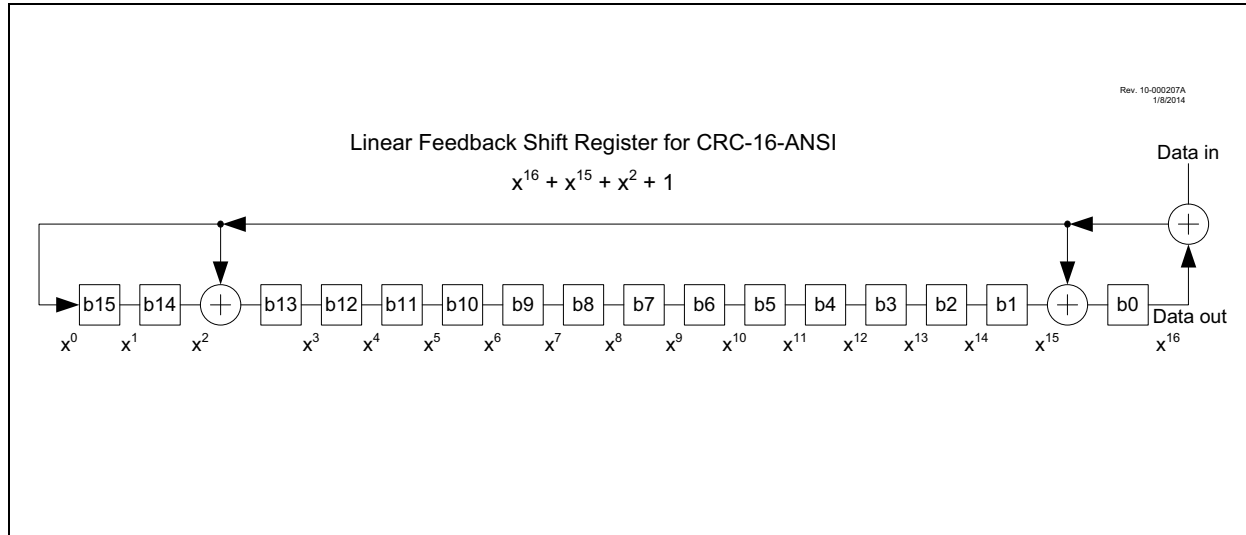 Rev. 10-000207A
1/8/2014
Linear Feedback Shift Register for CRC-16-ANSI
x¹⁶ + x¹⁵ + x² + 1
Data in
b15 b14 b13 b12 b11 b10 b9 b8 b7 b6 b5 b4 b3 b2 b1 b0
Data out
x⁰ x¹ x² x³ x⁴ x⁵ x⁶ x⁷ x⁸ x⁹ x¹⁰ x¹¹ x¹² x¹³ x¹⁴ x¹⁵ x¹⁶